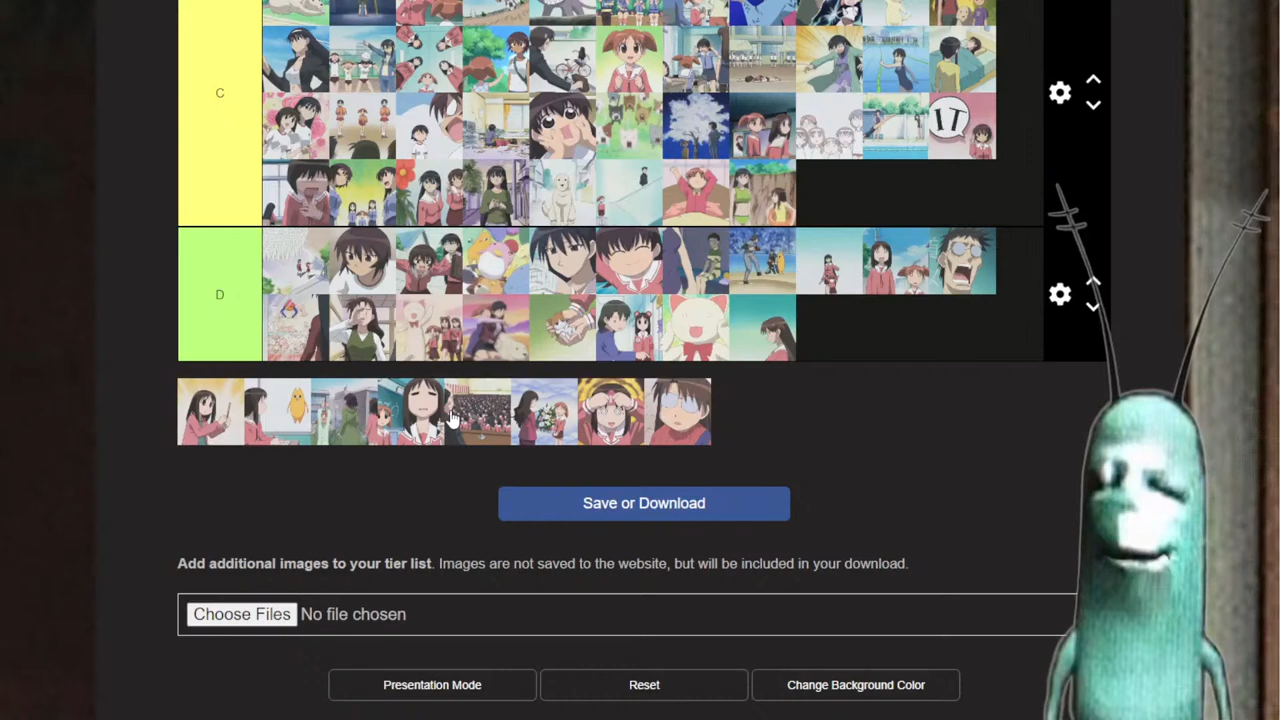 C
!?
D
Save or Download
Add additional images to your tier list. Images are not saved to the website, but will be included in your download.
Choose Files No file chosen
Presentation Mode
Reset
Change Background Color